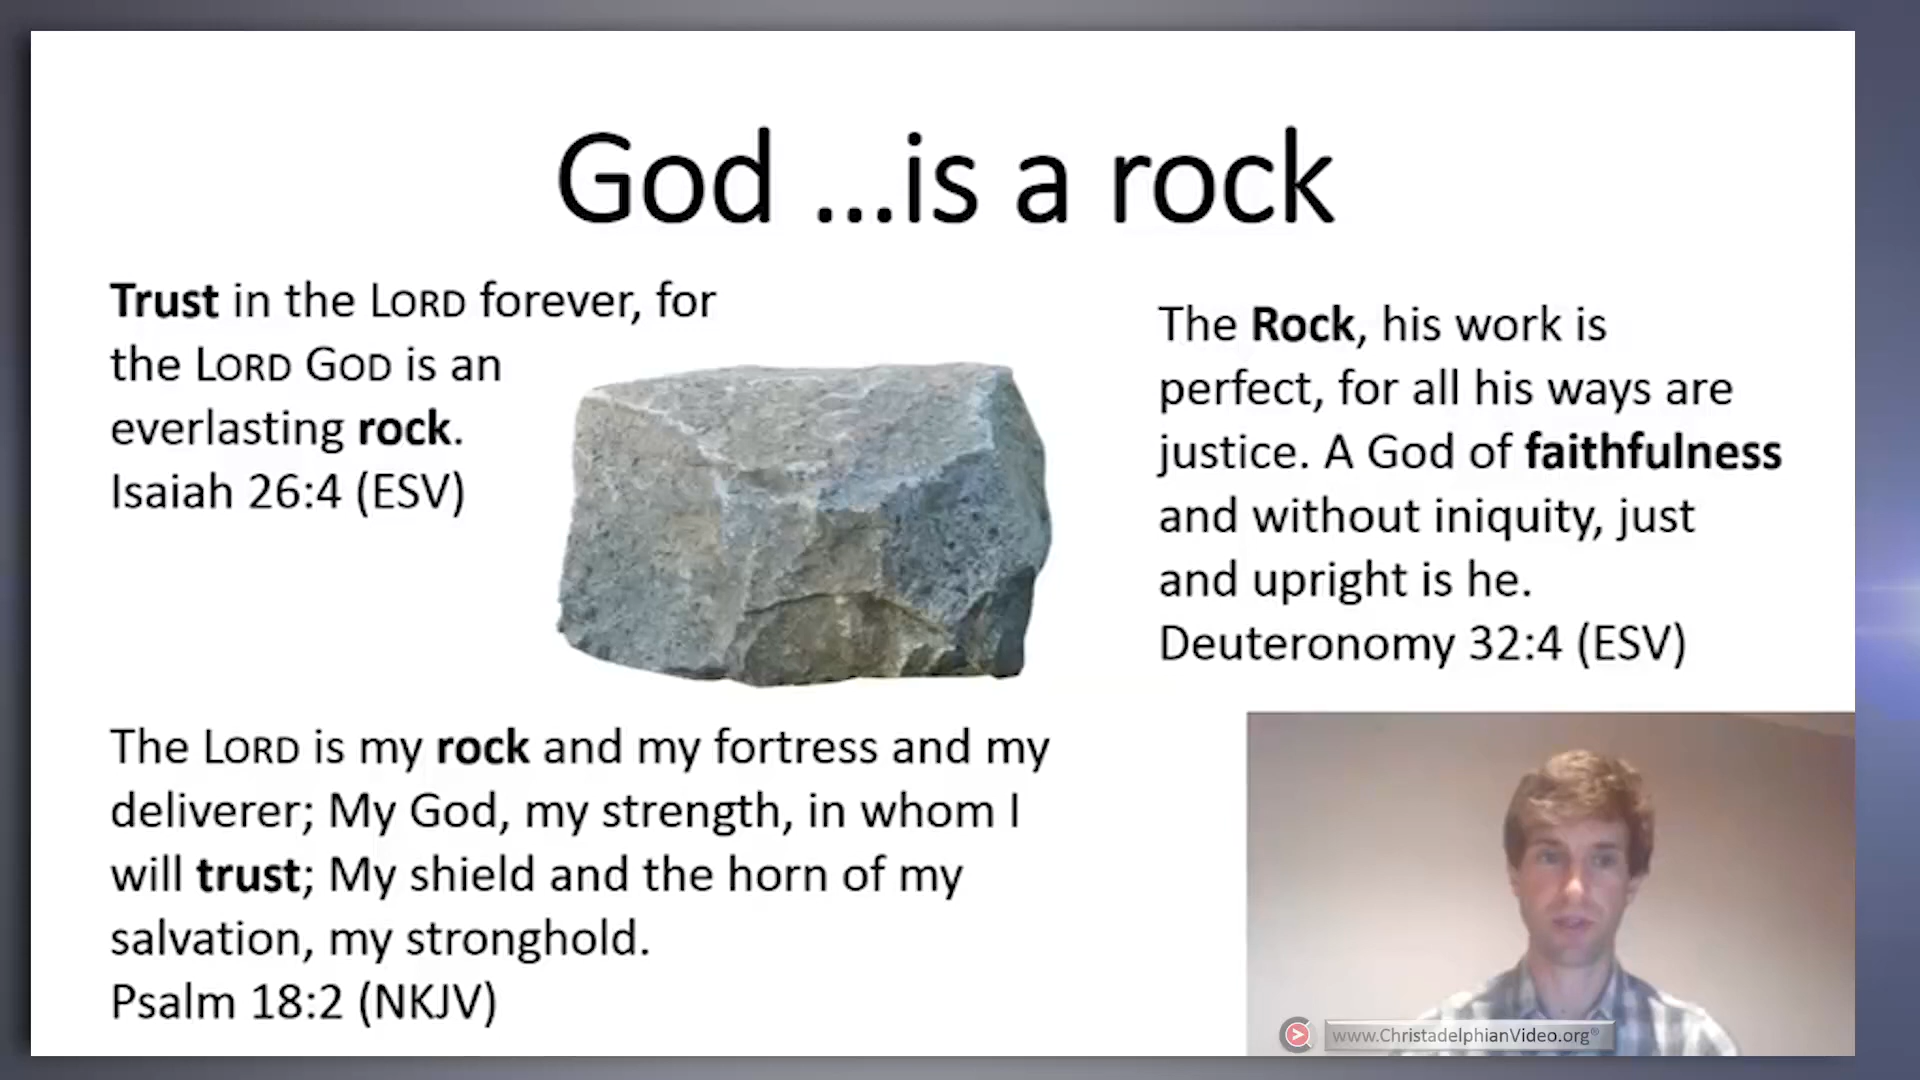 God ...is a rock
Trust in the LORD forever, for
the LORD GOD is an
everlasting rock.
Isaiah 26:4 (ESV)
The Rock, his work is
perfect, for all his ways are
justice. A God of faithfulness
and without iniquity, just
and upright is he.
Deuteronomy 32:4 (ESV)
The LORD is my rock and my fortress and my
deliverer; My God, my strength, in whom I
will trust; My shield and the horn of my
salvation, my stronghold.
Psalm 18:2 (NKJV)
www.ChristadelphianVideo.org®